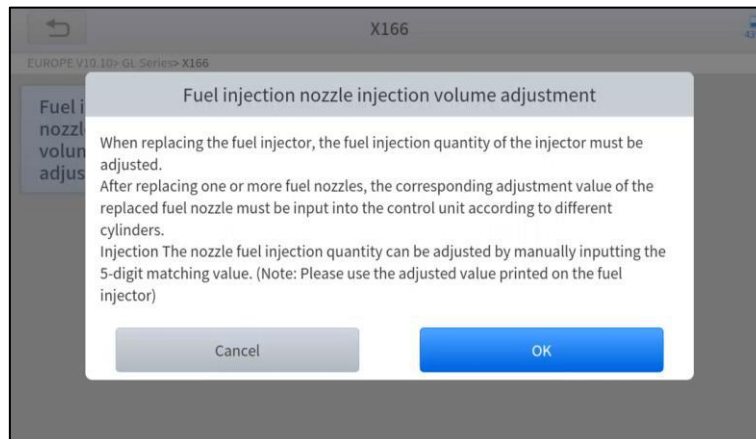 X166
EUROPE V10.10> GL Series> X166
Fuel i
nozzl
volun
adjus
Fuel injection nozzle injection volume adjustment
When replacing the fuel injector, the fuel injection quantity of the injector must be
adjusted.
After replacing one or more fuel nozzles, the corresponding adjustment value of the
replaced fuel nozzle must be input into the control unit according to different
cylinders.
Injection The nozzle fuel injection quantity can be adjusted by manually inputting the
5-digit matching value. (Note: Please use the adjusted value printed on the fuel
injector)
Cancel
OK